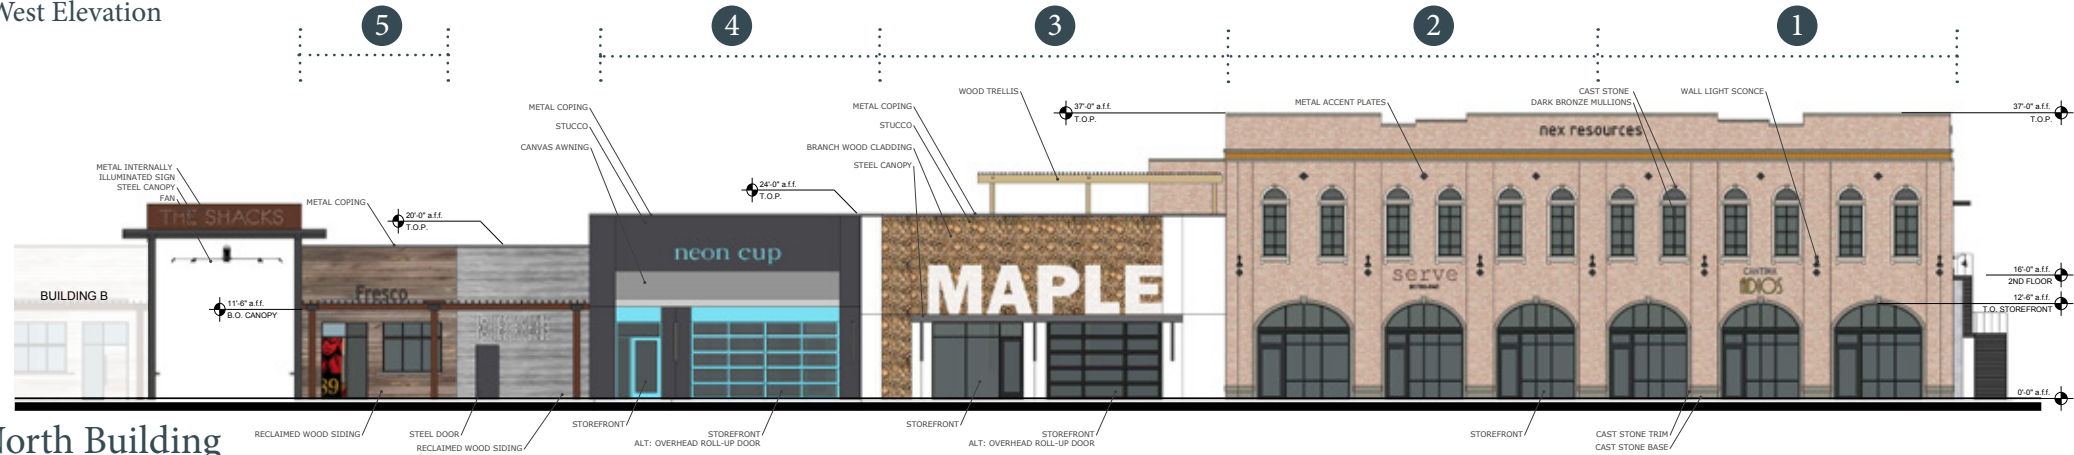 West Elevation
5
4
3
2
1
WOOD TRELLIS
METAL COPING
STUCCO
CANVAS AWNING
METAL COPING
STUCCO
BRANCH WOOD CLADDING
STEEL CANOPY
37'-0" a.f.f.
T.O.P.
METAL ACCENT PLATES
CAST STONE
DARK BRONZE MULLIONS
WALL LIGHT SCONCE
37'-0" a.f.f.
T.O.P.
nex resources
METAL INTERNALLY
ILLUMINATED SIGN
STEEL CANOPY
FAN
METAL COPING
20'-0" a.f.f.
T.O.P.
24'-0" a.f.f.
T.O.P.
THE SHACKS
neon cup
MAPLE
serve
CANTINA
ADIOS
16'-0" a.f.f.
2ND FLOOR
12'-6" a.f.f.
T.O. STOREFRONT
BUILDING B
11'-6" a.f.f.
B.O. CANOPY
Fresco
39
0'-0" a.f.f.
RECLAIMED WOOD SIDING
STEEL DOOR
RECLAIMED WOOD SIDING
STOREFRONT
STOREFRONT
ALT: OVERHEAD ROLL-UP DOOR
STOREFRONT
STOREFRONT
ALT: OVERHEAD ROLL-UP DOOR
STOREFRONT
CAST STONE TRIM
CAST STONE BASE
North Building